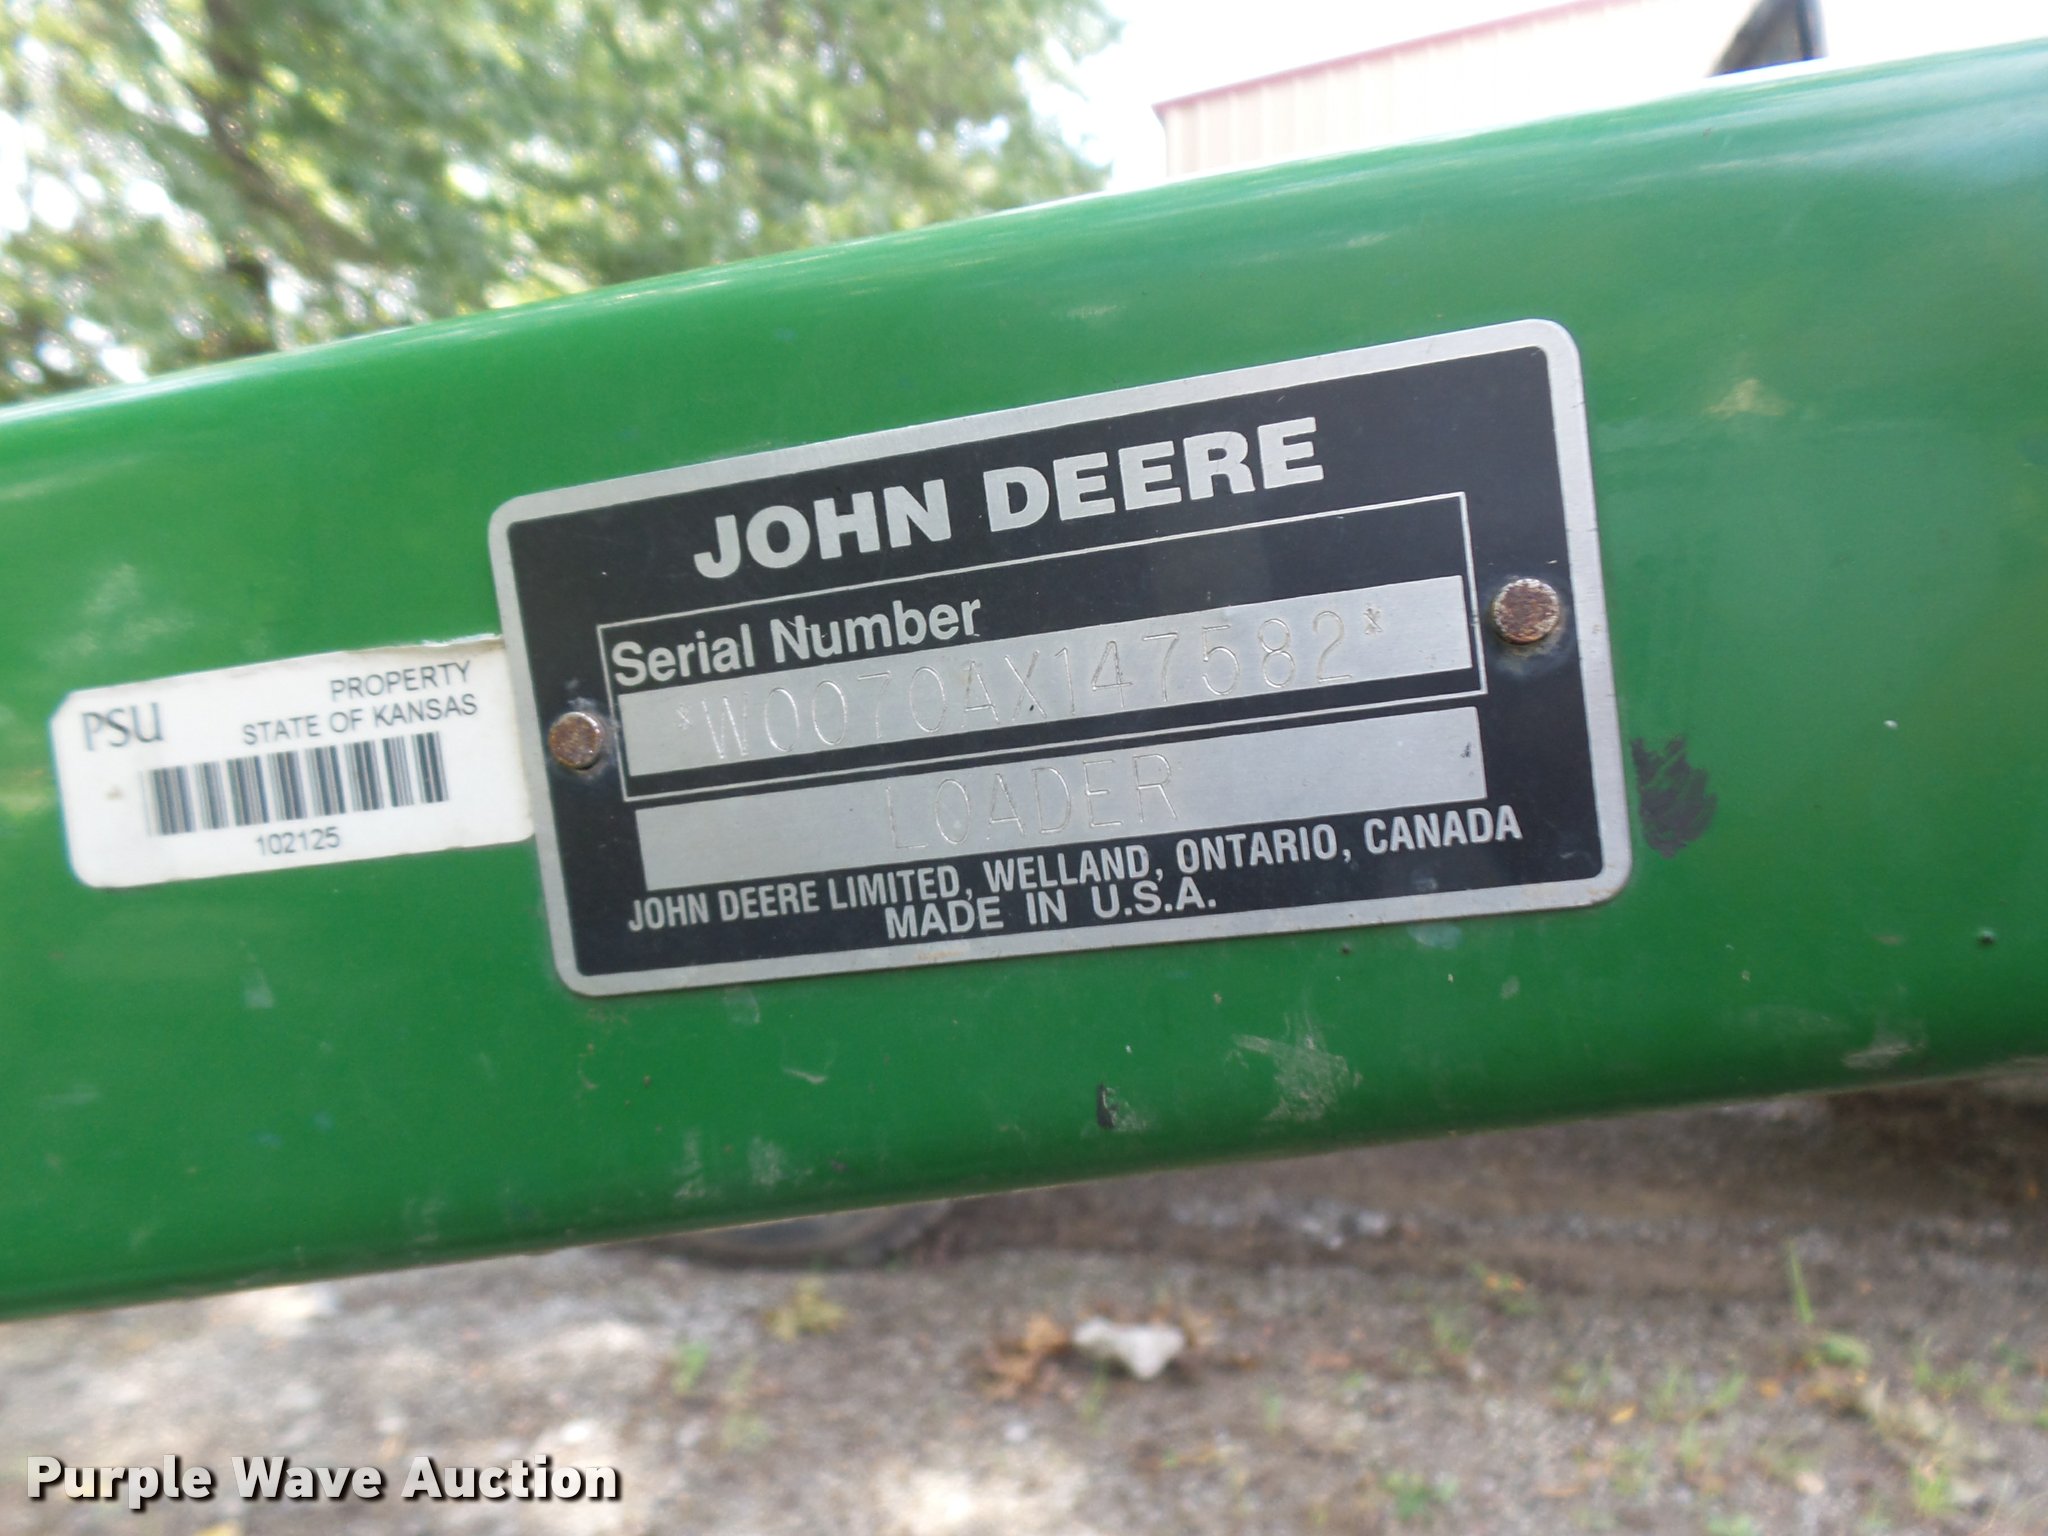 JOHN DEERE
Serial Number
*W0070AX147582*
LOADER
JOHN DEERE LIMITED, WELLAND, ONTARIO, CANADA
MADE IN U.S.A.
PSU
PROPERTY
STATE OF KANSAS
102125
Purple Wave Auction